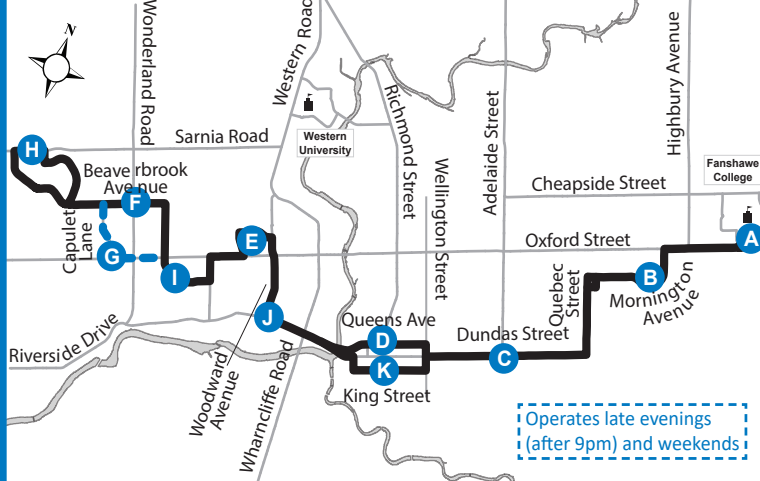 N
Wonderland Road
Western Road
Highbury Avenue
Richmond Street
Adelaide Street
Sarnia Road
Western
University
Fanshawe
College
H
Beaverbrook
Avenue
Wellington Street
Cheapside Street
F
Capulet
Lane
E
Oxford Street
A
G
I
Quebec
Street
B
Mornington
Avenue
J
Queens Ave
D
Dundas Street
C
Riverside Drive
K
King Street
Woodward
Avenue
Wharncliffe Road
Operates late evenings
(after 9pm) and weekends